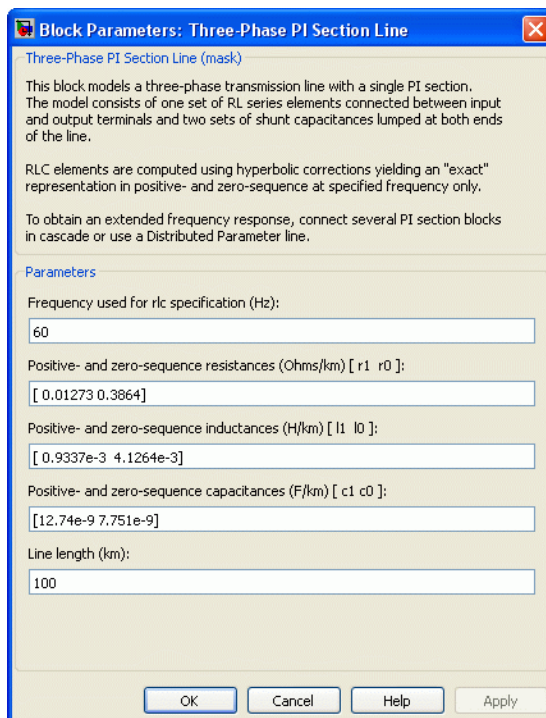 Block Parameters: Three-Phase PI Section Line
Three-Phase PI Section Line (mask)
This block models a three-phase transmission line with a single PI section.
The model consists of one set of RL series elements connected between input
and output terminals and two sets of shunt capacitances lumped at both ends
of the line.
RLC elements are computed using hyperbolic corrections yielding an "exact"
representation in positive- and zero-sequence at specified frequency only.
To obtain an extended frequency response, connect several PI section blocks
in cascade or use a Distributed Parameter line.
Parameters
Frequency used for rlc specification (Hz):
60
Positive- and zero-sequence resistances (Ohms/km) [ r1 r0 ]:
[ 0.01273 0.3864]
Positive- and zero-sequence inductances (H/km) [ l1 l0 ]:
[ 0.9337e-3 4.1264e-3]
Positive- and zero-sequence capacitances (F/km) [ c1 c0 ]:
[12.74e-9 7.751e-9]
Line length (km):
100
OK Cancel Help Apply